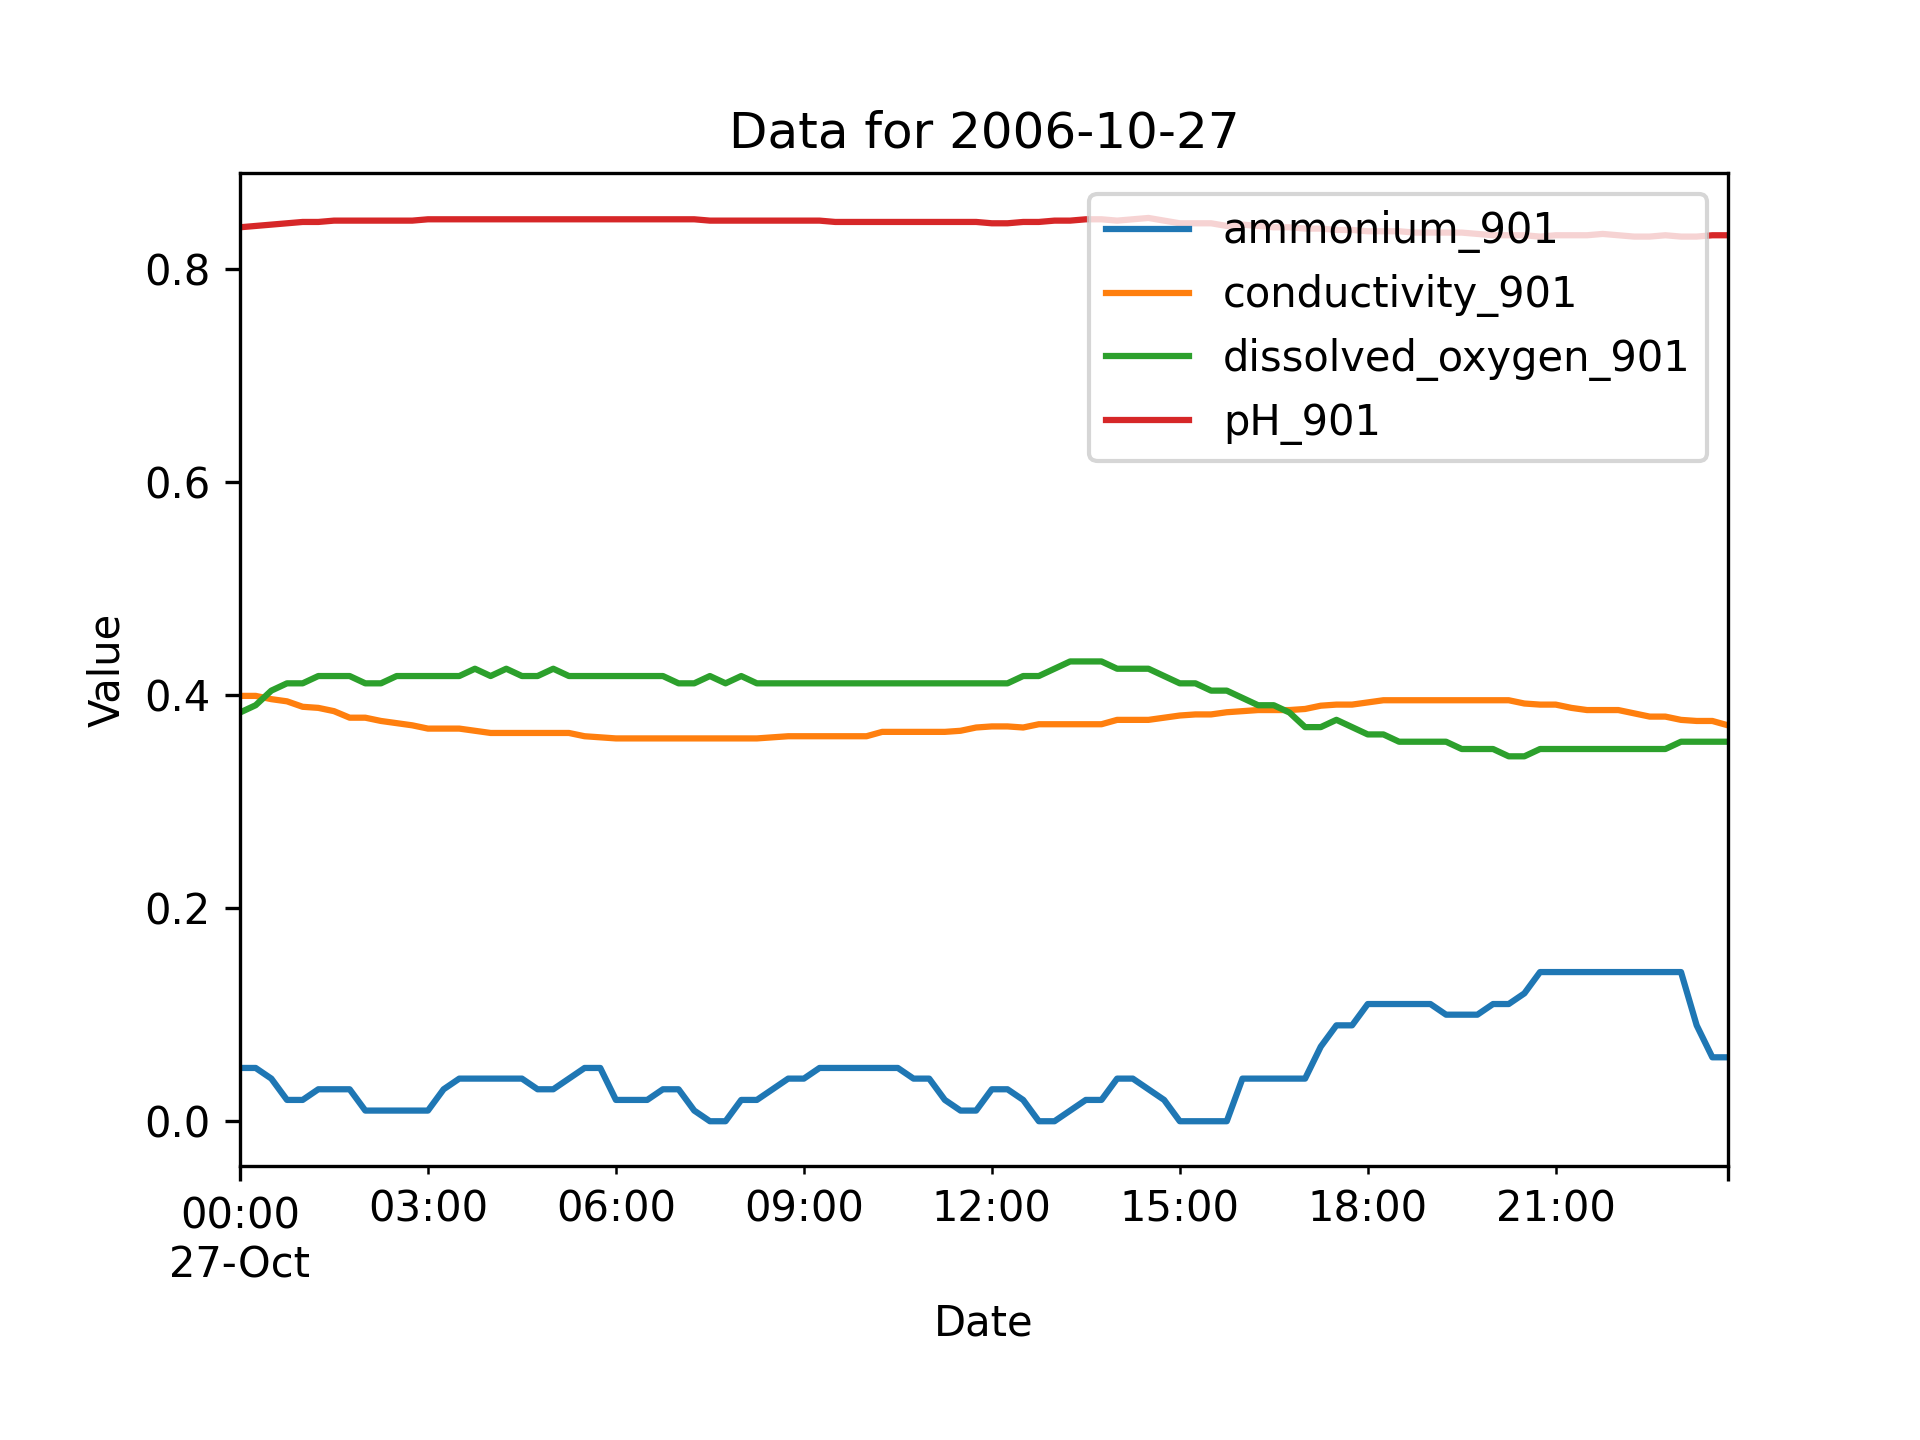 Data for 2006-10-27
ammonium_901
conductivity_901
dissolved_oxygen_901
pH_901
Value
0.8
0.6
0.4
0.2
0.0
00:00 03:00 06:00 09:00 12:00 15:00 18:00 21:00
27-Oct
Date